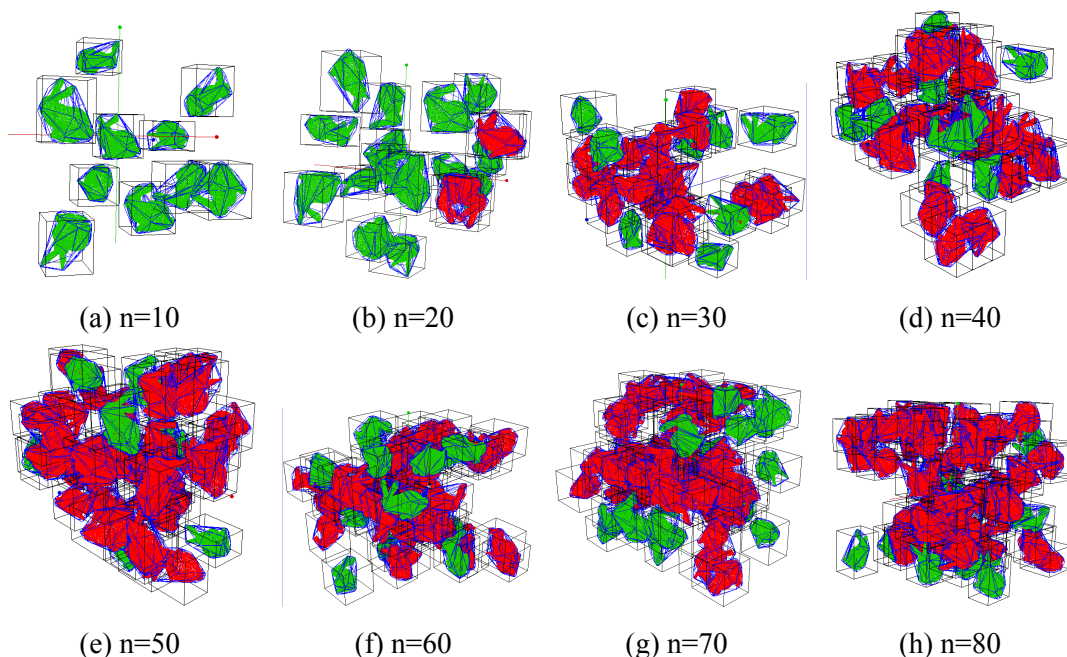 (a) n=10
(b) n=20
(c) n=30
(d) n=40
(e) n=50
(f) n=60
(g) n=70
(h) n=80